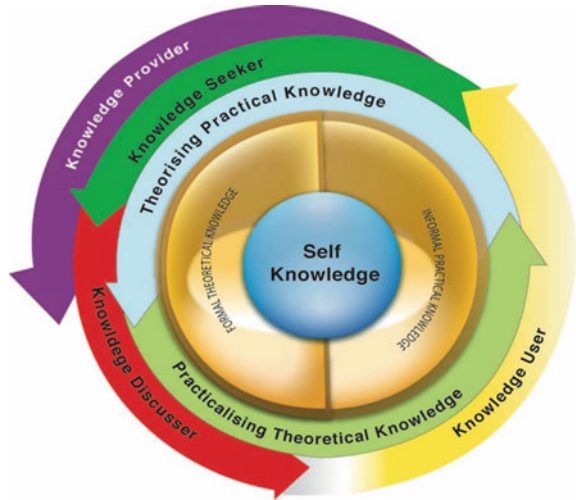 Knowledge Provider
Knowledge Seeker
Theorising Practical Knowledge
FORMAL THEORETICAL KNOWLEDGE
Self
Knowledge
INFORMAL PRACTICAL KNOWLEDGE
Practicalising Theoretical Knowledge
Knowldege Discusser
Knowledge User